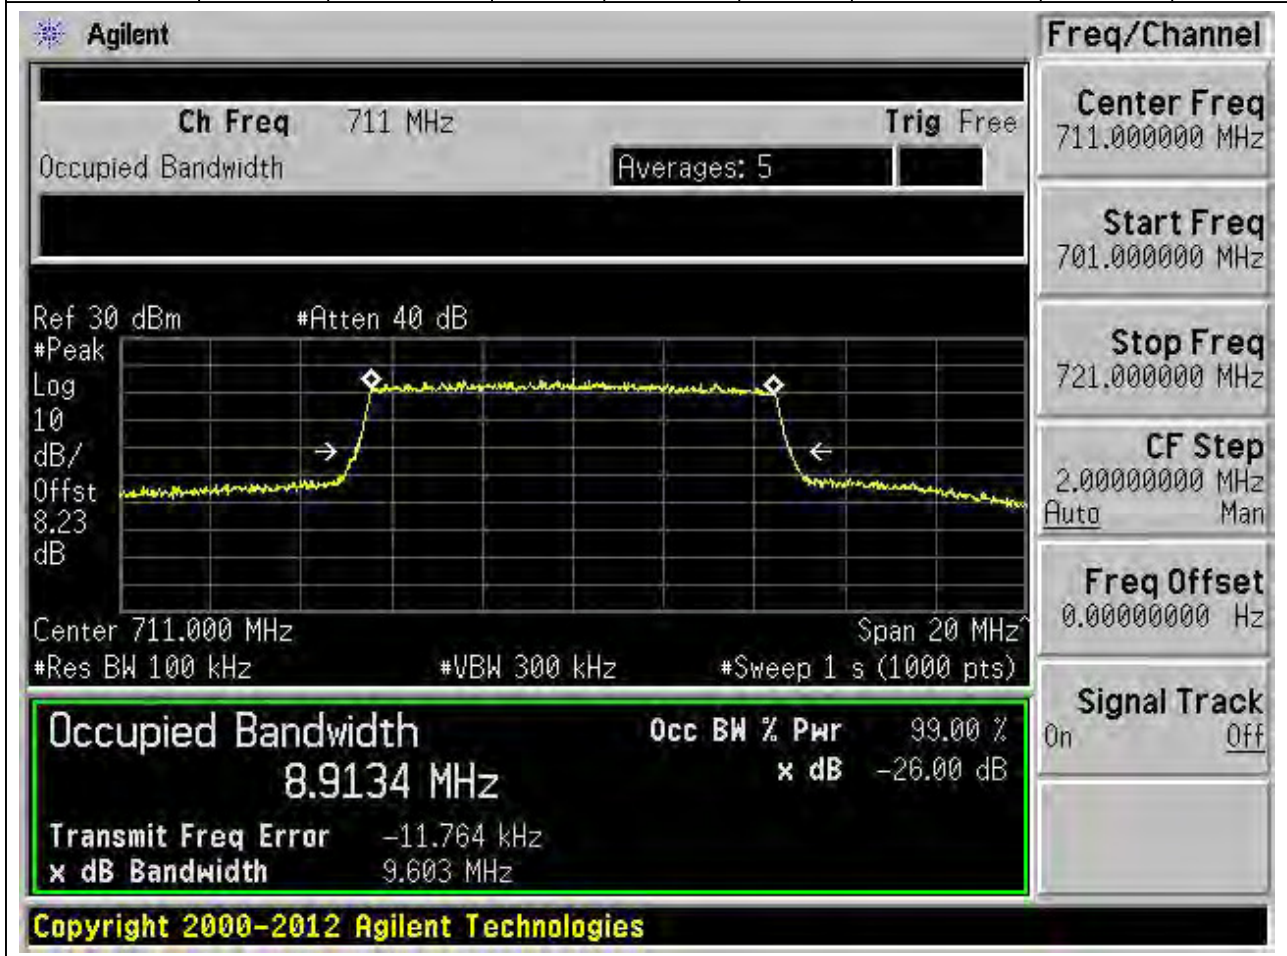 Agilent
Freq/Channel
Ch Freq 711 MHz Trig Free
Occupied Bandwidth Averages: 5
Center Freq
711.000000 MHz
Start Freq
701.000000 MHz
Stop Freq
721.000000 MHz
CF Step
2.00000000 MHz
Auto Man
Freq Offset
0.00000000 Hz
Signal Track
On Off
Ref 30 dBm #Atten 40 dB
#Peak
Log
10
dB/
Offst
8.23
dB
Center 711.000 MHz Span 20 MHz^
#Res BW 100 kHz #VBW 300 kHz #Sweep 1 s (1000 pts)
Occupied Bandwidth Occ BW % Pwr 99.00 %
8.9134 MHz x dB -26.00 dB
Transmit Freq Error -11.764 kHz
x dB Bandwidth 9.603 MHz
Copyright 2000-2012 Agilent Technologies